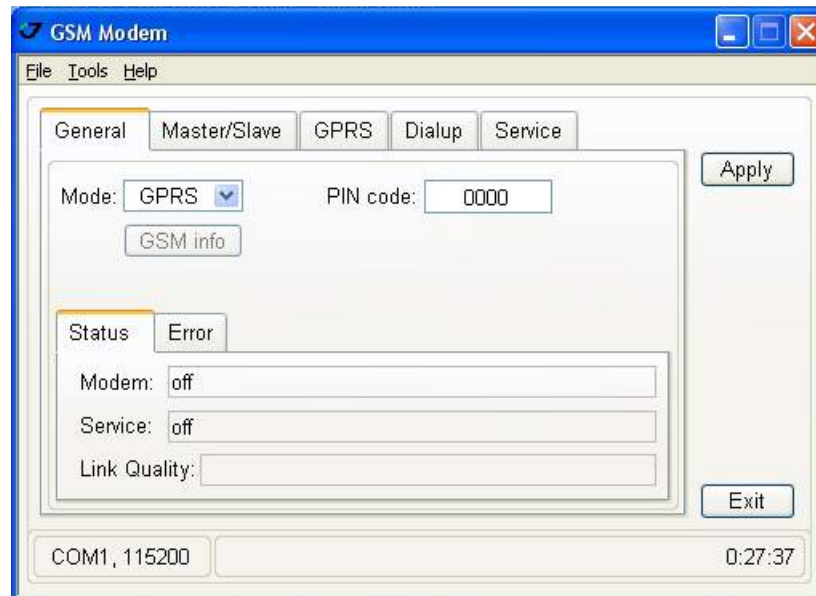 GSM Modem
File Tools Help
General Master/Slave GPRS Dialup Service
Apply
Mode: GPRS PIN code: 0000
GSM info
Status Error
Modem: off
Service: off
Link Quality:
Exit
COM1, 115200 0:27:37